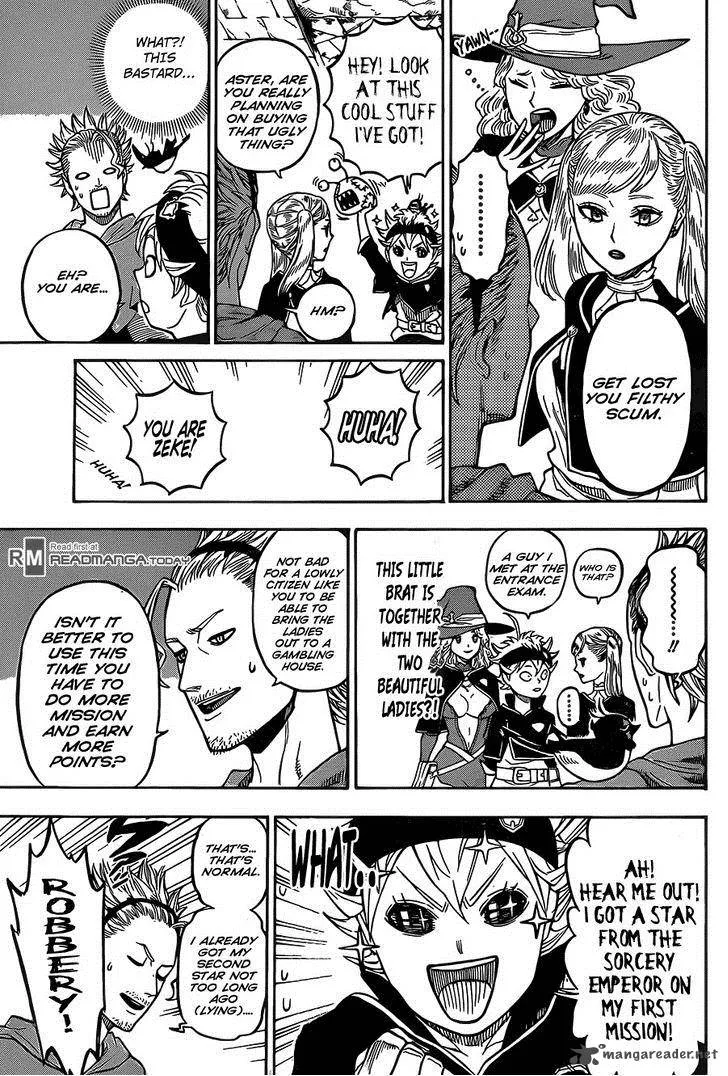 YAWN...
.........
GET LOST
YOU FILTHY
SCUM.
HEY! LOOK
AT THIS
COOL STUFF
I'VE GOT!
ASTER, ARE
YOU REALLY
PLANNING
ON BUYING
THAT UGLY
THING?
HM?
WHAT?!
THIS
BASTARD...
EH?
YOU ARE...
HUHA!
YOU ARE
ZEKE!
HUHA!
......!!
WHO IS
THAT?
A GUY I
MET AT THE
ENTRANCE
EXAM.
......
THIS LITTLE
BRAT IS
TOGETHER
WITH THE
TWO
BEAUTIFUL
LADIES?!
NOT BAD
FOR A LOWLY
CITIZEN LIKE
YOU TO BE
ABLE TO
BRING THE
LADIES
OUT TO A
GAMBLING
HOUSE.
ISN'T IT
BETTER TO
USE THIS
TIME YOU
HAVE TO
DO MORE
MISSION
AND EARN
MORE
POINTS?
RM
Read first at
READMANGA.TODAY
AH!
HEAR ME OUT!
I GOT A STAR
FROM THE
SORCERY
EMPEROR ON
MY FIRST
MISSION!
WHAT..
THAT'S...
THAT'S
NORMAL.
I ALREADY
GOT MY
SECOND
STAR NOT
TOO LONG
AGO
(LYING)....
ROBBERY!
mangareader.net